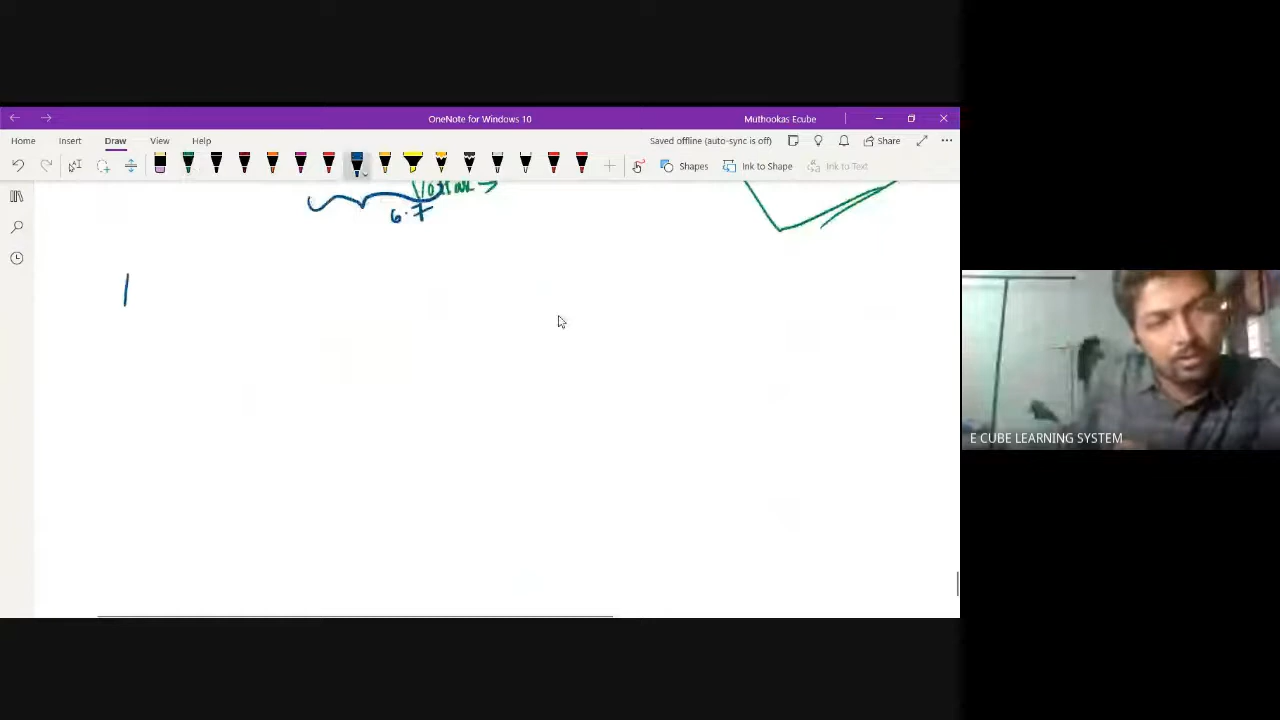 OneNote for Windows 10
Muthookas Ecube
Home Insert Draw View Help
Saved offline (auto-sync is off)
Share
Shapes
Ink to Shape
Ink to Text
6.7
E CUBE LEARNING SYSTEM